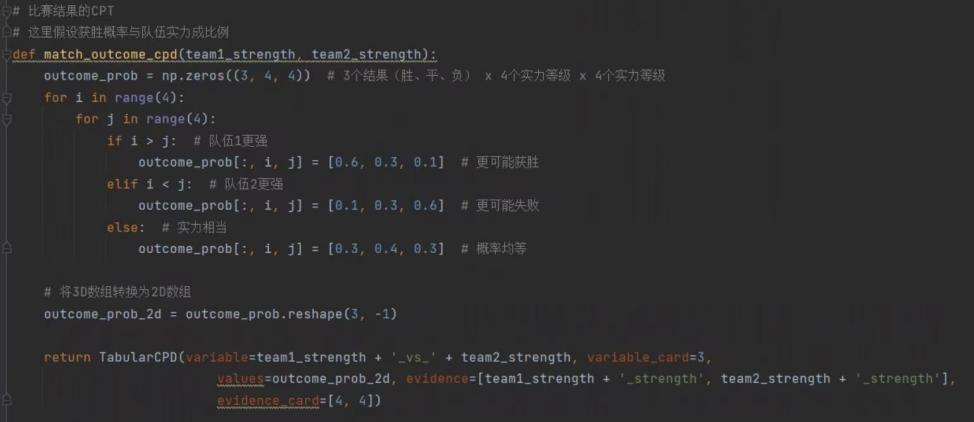 # 比赛结果的CPT
# 这里假设获胜概率与队伍实力成比例
def match_outcome_cpd(team1_strength, team2_strength):
    outcome_prob = np.zeros((3, 4, 4))  # 3个结果（胜、平、负） x 4个实力等级 x 4个实力等级
    for i in range(4):
        for j in range(4):
            if i > j:  # 队伍1更强
                outcome_prob[:, i, j] = [0.6, 0.3, 0.1]  # 更可能获胜
            elif i < j:  # 队伍2更强
                outcome_prob[:, i, j] = [0.1, 0.3, 0.6]  # 更可能失败
            else:  # 实力相当
                outcome_prob[:, i, j] = [0.3, 0.4, 0.3]  # 概率均等
    # 将3D数组转换为2D数组
    outcome_prob_2d = outcome_prob.reshape(3, -1)
    return TabularCPD(variable=team1_strength + '_vs_' + team2_strength, variable_card=3,
                      values=outcome_prob_2d, evidence=[team1_strength + '_strength', team2_strength + '_strength'],
                      evidence_card=[4, 4])